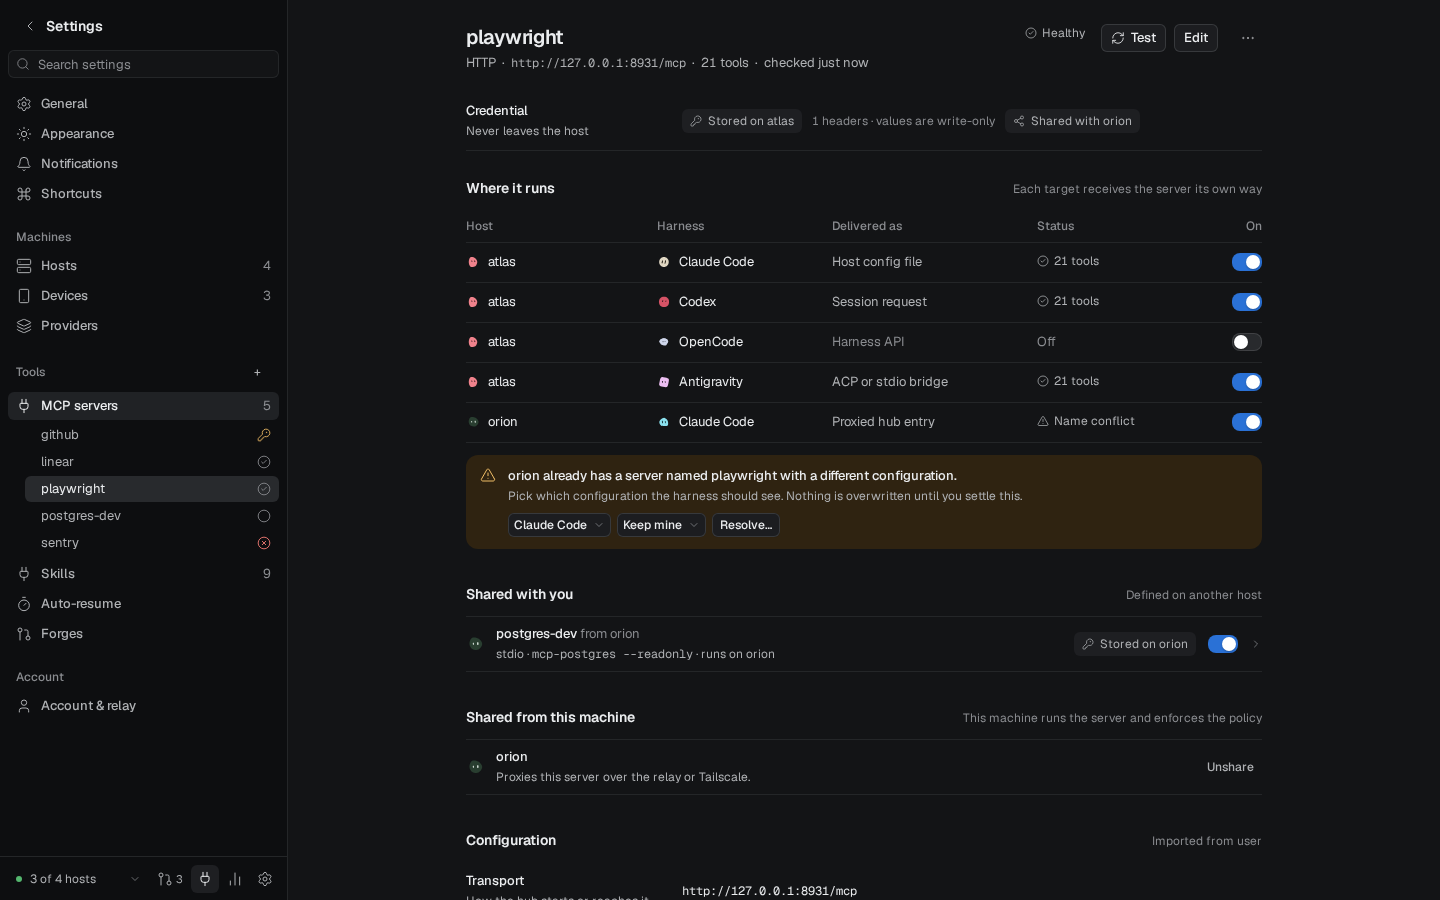 Settings
Search settings
General
Appearance
Notifications
Shortcuts
Machines
Hosts 4
Devices 3
Providers
Tools +
MCP servers 5
github
linear
playwright
postgres-dev
sentry
Skills 9
Auto-resume
Forges
Account
Account & relay
3 of 4 hosts 3
playwright
Healthy Test Edit ···
HTTP · http://127.0.0.1:8931/mcp · 21 tools · checked just now
Credential
Never leaves the host
Stored on atlas 1 headers · values are write-only Shared with orion
Where it runs Each target receives the server its own way
Host Harness Delivered as Status On
atlas Claude Code Host config file 21 tools
atlas Codex Session request 21 tools
atlas OpenCode Harness API Off
atlas Antigravity ACP or stdio bridge 21 tools
orion Claude Code Proxied hub entry Name conflict
orion already has a server named playwright with a different configuration.
Pick which configuration the harness should see. Nothing is overwritten until you settle this.
Claude Code Keep mine Resolve...
Shared with you Defined on another host
postgres-dev from orion
stdio · mcp-postgres --readonly · runs on orion
Stored on orion
Shared from this machine This machine runs the server and enforces the policy
orion
Proxies this server over the relay or Tailscale.
Unshare
Configuration Imported from user
Transport
http://127.0.0.1:8931/mcp
How the hub starts or reaches it